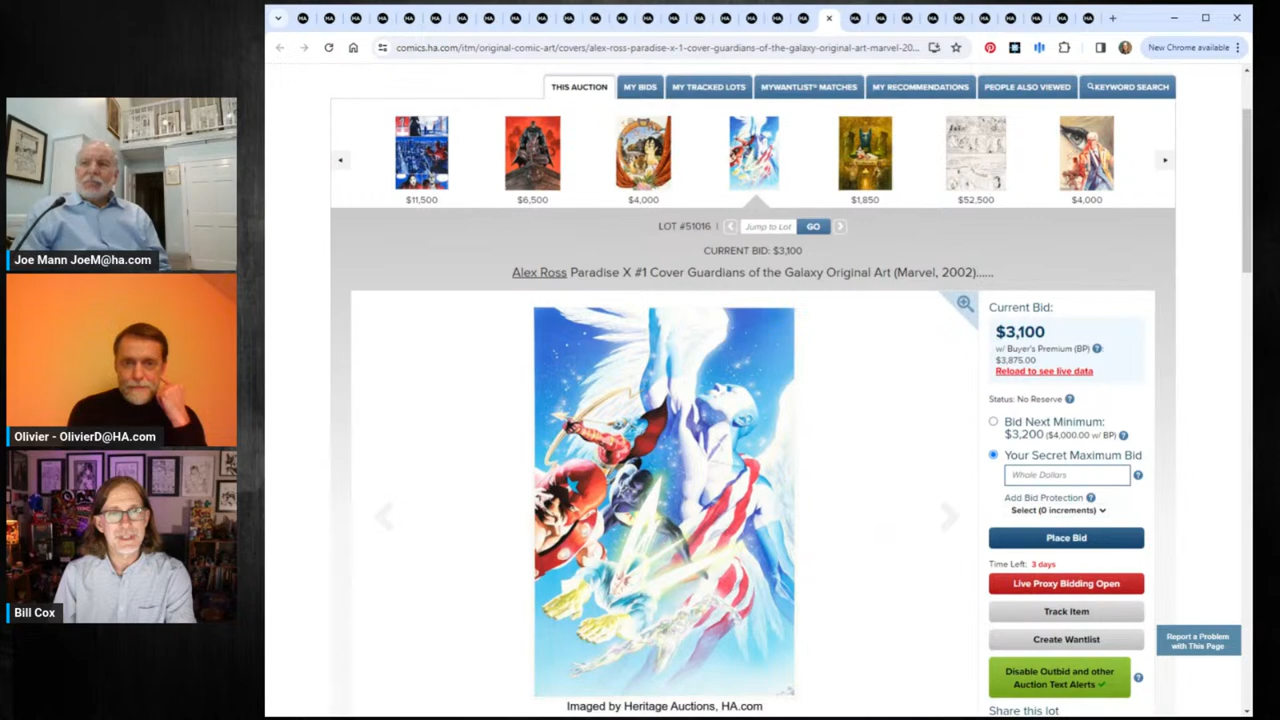 comics.ha.com/itm/original-comic-art/covers/alex-ross-paradise-x-1-cover-guardians-of-the-galaxy-original-art-marvel-20...
New Chrome available
THIS AUCTION
MY BIDS
MY TRACKED LOTS
MYWANTLIST® MATCHES
MY RECOMMENDATIONS
PEOPLE ALSO VIEWED
KEYWORD SEARCH
$11,500
$6,500
$4,000
$1,850
$52,500
$4,000
LOT #51016 | Jump to Lot GO
CURRENT BID: $3,100
Alex Ross Paradise X #1 Cover Guardians of the Galaxy Original Art (Marvel, 2002)......
Current Bid:
$3,100
w/ Buyer's Premium (BP) ?
$3,875.00
Reload to see live data
Status: No Reserve ?
Bid Next Minimum:
$3,200 ($4,000.00 w/ BP) ?
Your Secret Maximum Bid
Whole Dollars ?
Add Bid Protection ?
Select (0 increments)
Place Bid
Time Left: 3 days
Live Proxy Bidding Open
Track Item
Create Wantlist
Report a Problem
with This Page
Disable Outbid and other
Auction Text Alerts ✓ ?
Share this lot
Imaged by Heritage Auctions, HA.com
Joe Mann JoeM@ha.com
Olivier - OlivierD@HA.com
Bill Cox